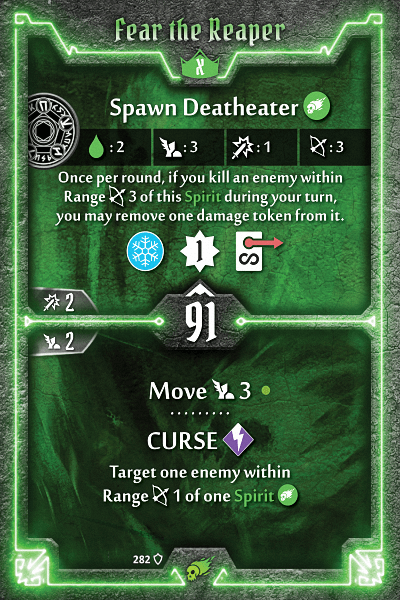 Fear the Reaper
X
Spawn Deatheater
:2 :3 :1 :3
Once per round, if you kill an enemy within
Range 3 of this Spirit during your turn,
you may remove one damage token from it.
1 S
2
91
2
Move 3
CURSE
Target one enemy within
Range 1 of one Spirit
282